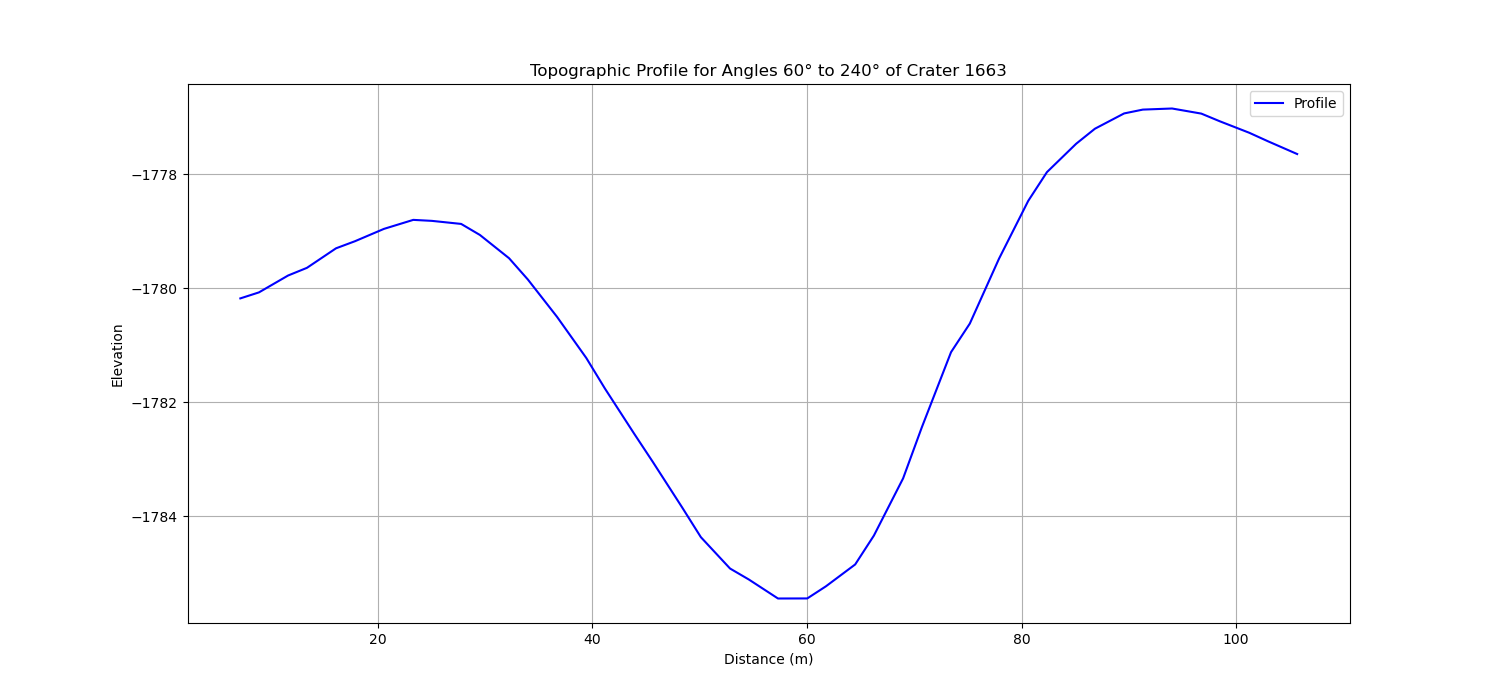 Topographic Profile for Angles 60° to 240° of Crater 1663
Profile
−1778
−1780
−1782
−1784
Elevation
20
40
60
80
100
Distance (m)